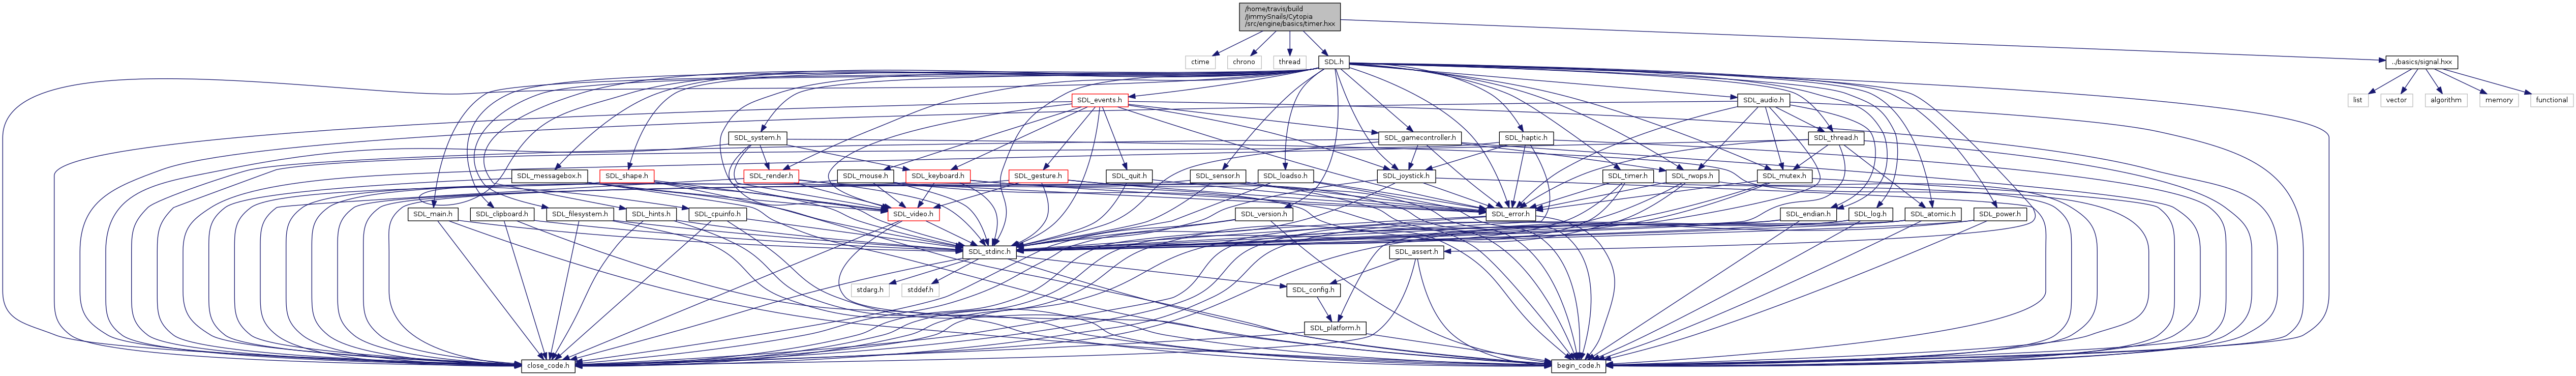 /home/travis/build
/JimmySnails/Cytopia
/src/engine/basics/timer.hxx
ctime
chrono
thread
SDL.h
../basics/signal.hxx
list
vector
algorithm
memory
functional
SDL_events.h
SDL_audio.h
SDL_system.h
SDL_gamecontroller.h
SDL_haptic.h
SDL_thread.h
SDL_messagebox.h
SDL_shape.h
SDL_render.h
SDL_mouse.h
SDL_keyboard.h
SDL_gesture.h
SDL_quit.h
SDL_sensor.h
SDL_loadso.h
SDL_joystick.h
SDL_timer.h
SDL_rwops.h
SDL_mutex.h
SDL_main.h
SDL_clipboard.h
SDL_filesystem.h
SDL_hints.h
SDL_cpuinfo.h
SDL_video.h
SDL_version.h
SDL_error.h
SDL_endian.h
SDL_log.h
SDL_atomic.h
SDL_power.h
SDL_stdinc.h
SDL_assert.h
stdarg.h
stddef.h
SDL_config.h
SDL_platform.h
close_code.h
begin_code.h